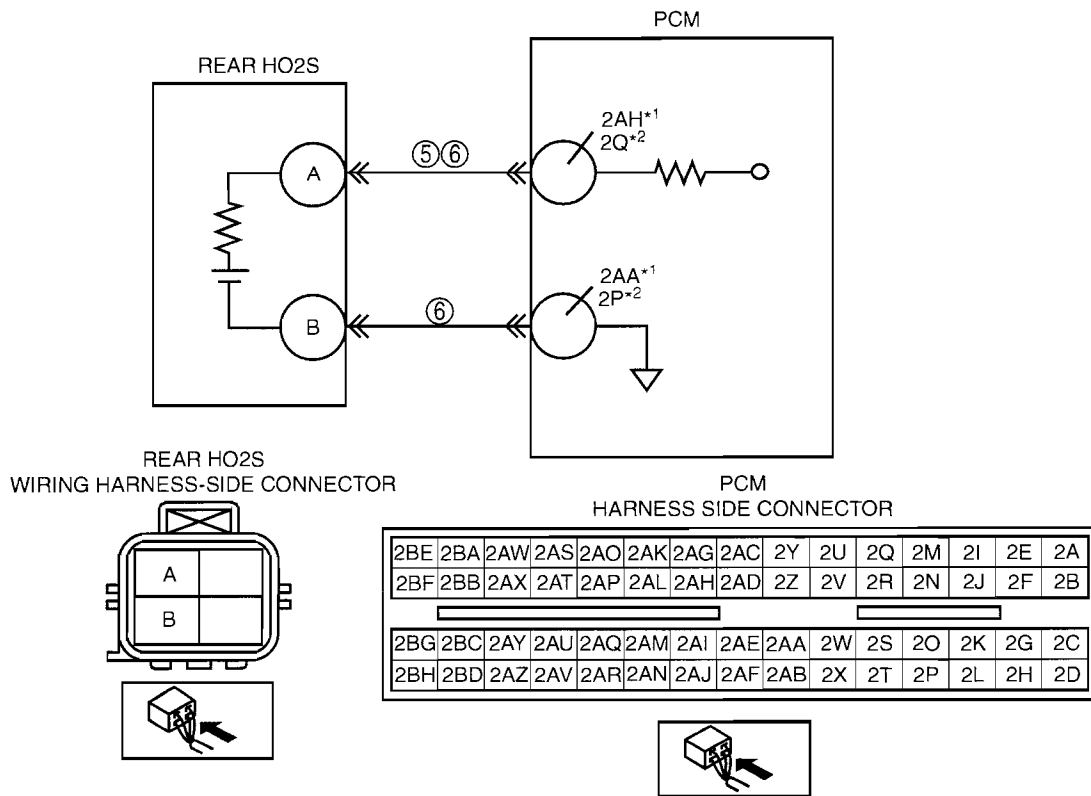 PCM
REAR HO2S
2AH*1
2Q*2
⑤⑥
A
2AA*1
2P*2
⑥
B
REAR HO2S
WIRING HARNESS-SIDE CONNECTOR
A
B
PCM
HARNESS SIDE CONNECTOR
2BE 2BA 2AW 2AS 2AO 2AK 2AG 2AC 2Y 2U 2Q 2M 2I 2E 2A
2BF 2BB 2AX 2AT 2AP 2AL 2AH 2AD 2Z 2V 2R 2N 2J 2F 2B
2BG 2BC 2AY 2AU 2AQ 2AM 2AI 2AE 2AA 2W 2S 2O 2K 2G 2C
2BH 2BD 2AZ 2AV 2AR 2AN 2AJ 2AF 2AB 2X 2T 2P 2L 2H 2D